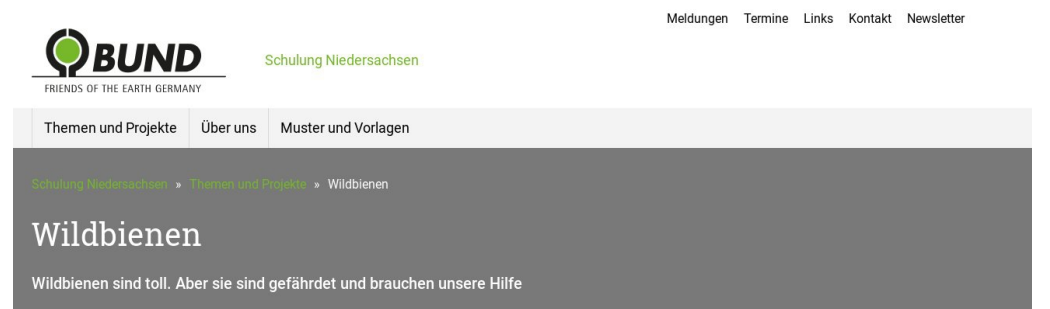 Meldungen Termine Links Kontakt Newsletter
BUND
FRIENDS OF THE EARTH GERMANY
Schulung Niedersachsen
Themen und Projekte Über uns Muster und Vorlagen
Schulung Niedersachsen » Themen und Projekte » Wildbienen
Wildbienen
Wildbienen sind toll. Aber sie sind gefährdet und brauchen unsere Hilfe